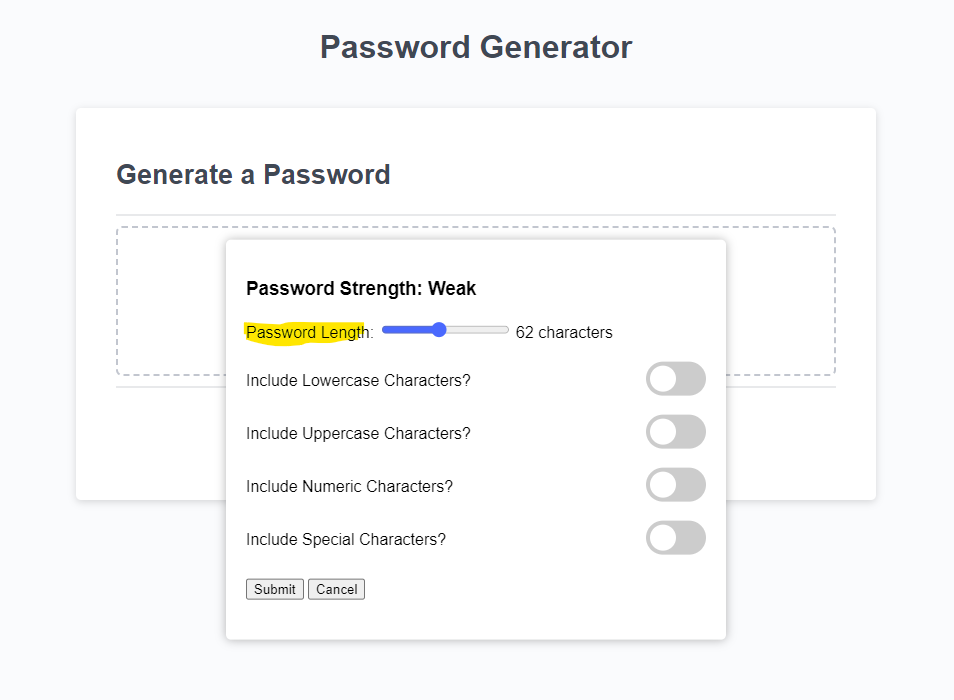 Password Generator
Generate a Password
Password Strength: Weak
Password Length: 62 characters
Include Lowercase Characters?
Include Uppercase Characters?
Include Numeric Characters?
Include Special Characters?
Submit Cancel